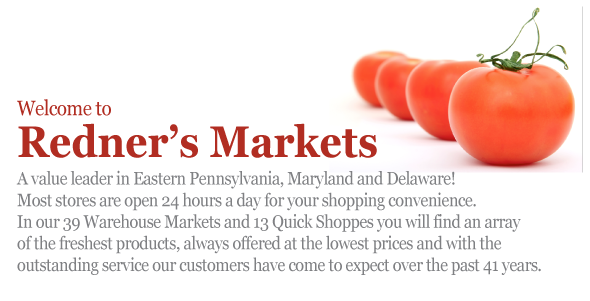 Welcome to
Redner's Markets
A value leader in Eastern Pennsylvania, Maryland and Delaware!
Most stores are open 24 hours a day for your shopping convenience.
In our 39 Warehouse Markets and 13 Quick Shoppes you will find an array
of the freshest products, always offered at the lowest prices and with the
outstanding service our customers have come to expect over the past 41 years.